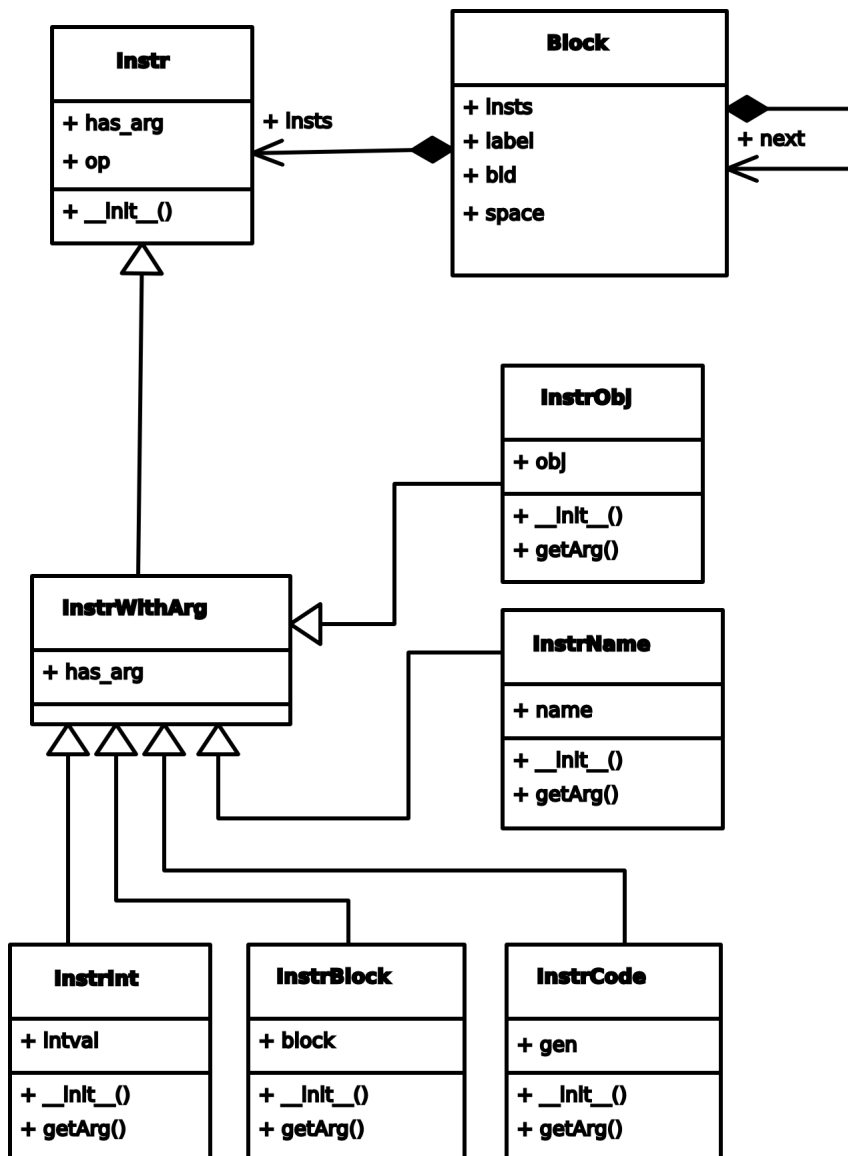 Instr
+ has_arg
+ op
+ __init__()
+ insts
Block
+ insts
+ label
+ bid
+ space
+ next
InstrObj
+ obj
+ __init__()
+ getArg()
InstrWithArg
+ has_arg
InstrName
+ name
+ __init__()
+ getArg()
InstrInt
+ intval
+ __init__()
+ getArg()
InstrBlock
+ block
+ __init__()
+ getArg()
InstrCode
+ gen
+ __init__()
+ getArg()